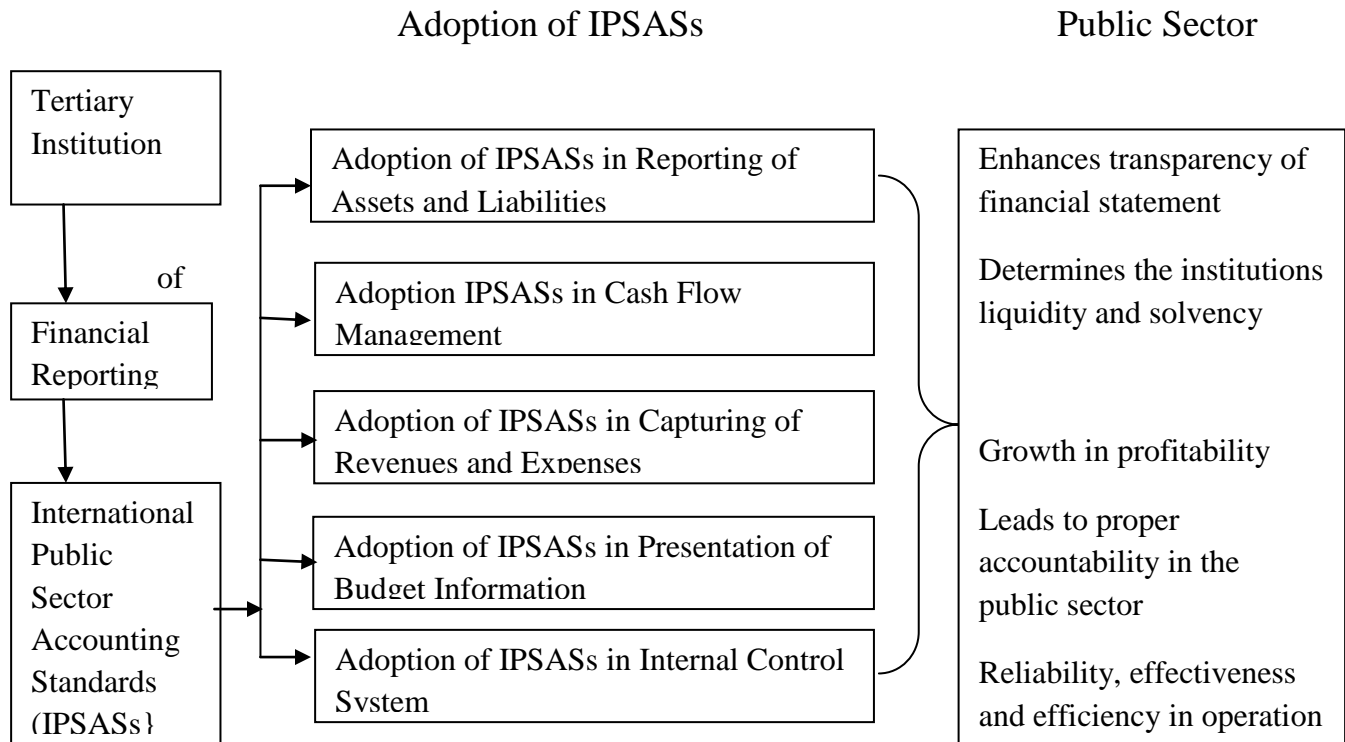 Adoption of IPSASs
Public Sector
Tertiary
Institution
of
Financial
Reporting
International
Public
Sector
Accounting
Standards
(IPSASs}
Adoption of IPSASs in Reporting of
Assets and Liabilities
Adoption IPSASs in Cash Flow
Management
Adoption of IPSASs in Capturing of
Revenues and Expenses
Adoption of IPSASs in Presentation of
Budget Information
Adoption of IPSASs in Internal Control
System
Enhances transparency of
financial statement
Determines the institutions
liquidity and solvency
Growth in profitability
Leads to proper
accountability in the
public sector
Reliability, effectiveness
and efficiency in operation